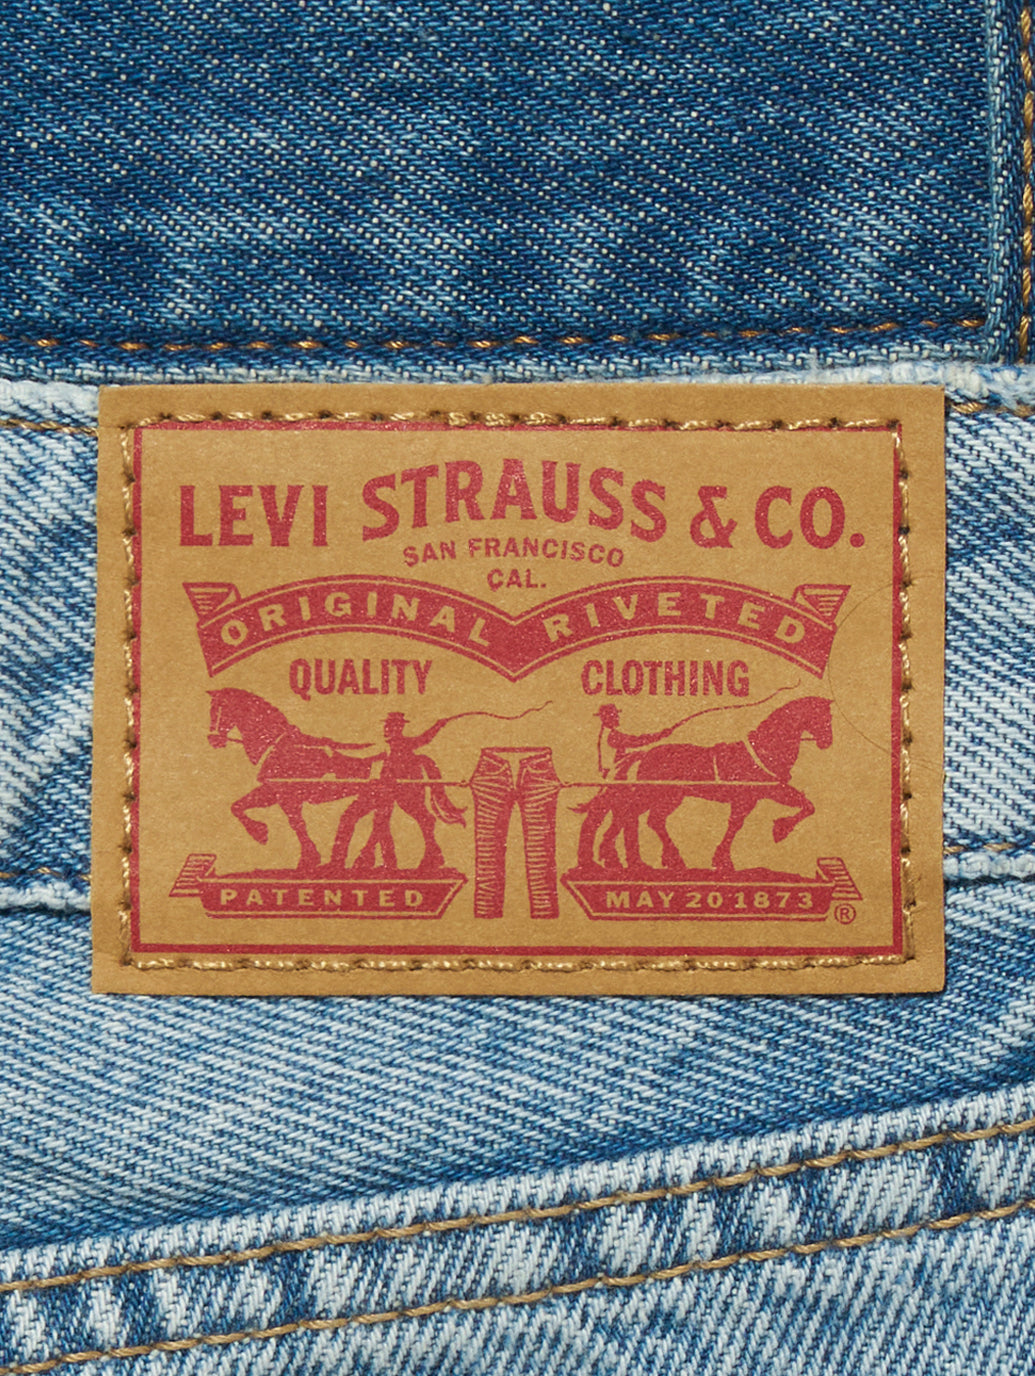 LEVI STRAUSS & CO.
SAN FRANCISCO
CAL.
ORIGINAL RIVETED
QUALITY CLOTHING
PATENTED MAY 20 1873 ®